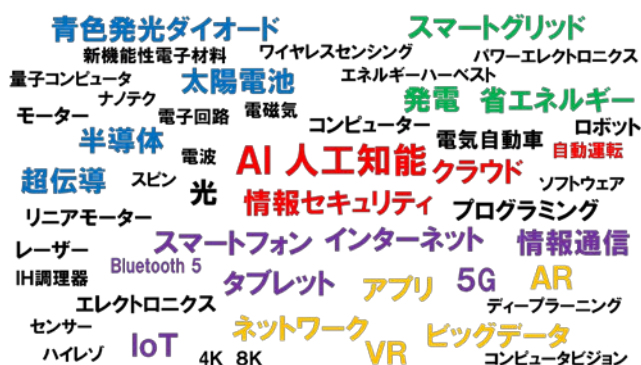 青色発光ダイオード スマートグリッド
新機能性電子材料 ワイヤレスセンシング パワーエレクトロニクス
量子コンピュータ 太陽電池 エネルギーハーベスト
ナノテク 発電 省エネルギー
モーター 電子回路 電磁気 コンピューター ロボット
半導体 電波 AI 人工知能 電気自動車 自動運転
超伝導 スピン 光 クラウド ソフトウェア
リニアモーター 情報セキュリティ プログラミング
レーザー スマートフォン インターネット 情報通信
IH調理器 Bluetooth 5 タブレット アプリ 5G AR
エレクトロニクス ディープラーニング
センサー IoT ネットワーク ビッグデータ
ハイレゾ 4K 8K VR コンピュータビジョン